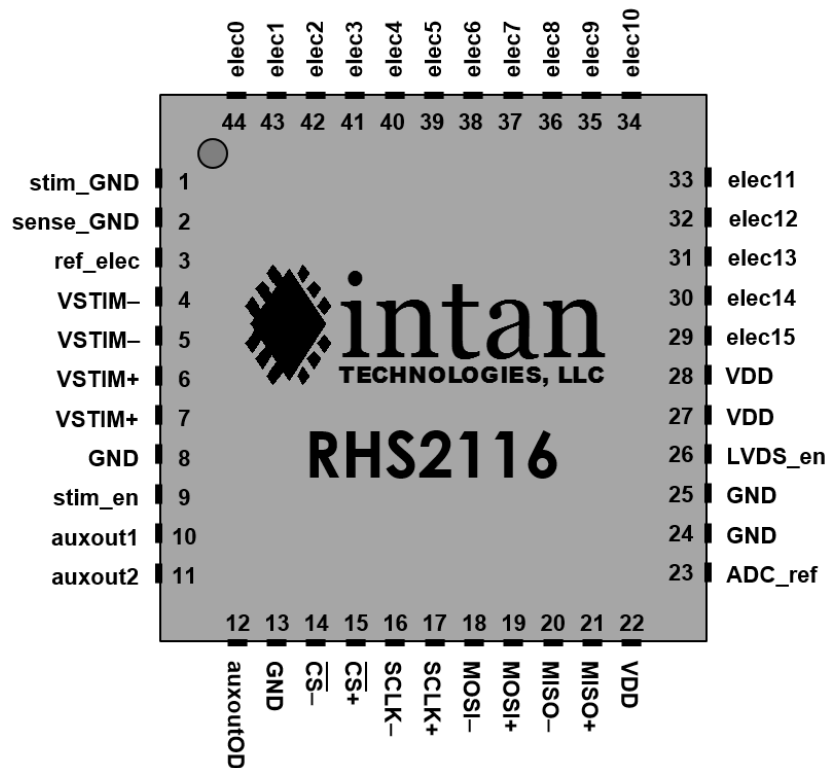 elec0 elec1 elec2 elec3 elec4 elec5 elec6 elec7 elec8 elec9 elec10
44 43 42 41 40 39 38 37 36 35 34
stim_GND 1 33 elec11
sense_GND 2 32 elec12
ref_elec 3 31 elec13
VSTIM– 4 30 elec14
VSTIM– 5 29 elec15
VSTIM+ 6 28 VDD
VSTIM+ 7 27 VDD
GND 8 26 LVDS_en
stim_en 9 25 GND
auxout1 10 24 GND
auxout2 11 23 ADC_ref
intan
TECHNOLOGIES, LLC
RHS2116
12 13 14 15 16 17 18 19 20 21 22
auxoutOD GND C̅S̅– C̅S̅+ SCLK– SCLK+ MOSI– MOSI+ MISO– MISO+ VDD